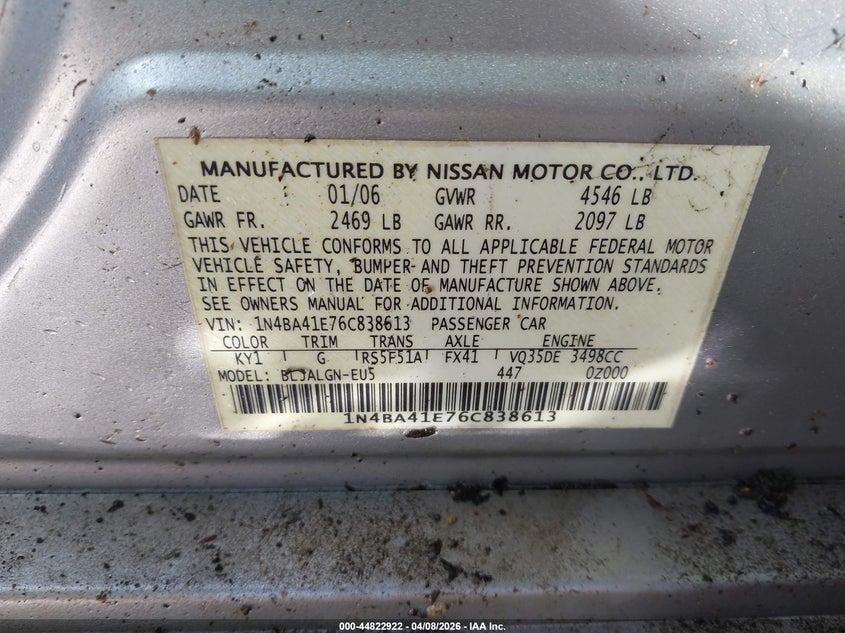 MANUFACTURED BY NISSAN MOTOR CO., LTD.
DATE 01/06 GVWR 4546 LB
GAWR FR. 2469 LB GAWR RR. 2097 LB
THIS VEHICLE CONFORMS TO ALL APPLICABLE FEDERAL MOTOR
VEHICLE SAFETY, BUMPER AND THEFT PREVENTION STANDARDS
IN EFFECT ON THE DATE OF MANUFACTURE SHOWN ABOVE.
SEE OWNERS MANUAL FOR ADDITIONAL INFORMATION.
VIN: 1N4BA41E76C838613 PASSENGER CAR
COLOR TRIM TRANS AXLE ENGINE
KY1 G RS5F51A FX41 VQ35DE 3498CC
MODEL: BLJALGN-EU5 447 0Z000
1N4BA41E76C838613
000-44822922 - 04/08/2026 - IAA Inc.